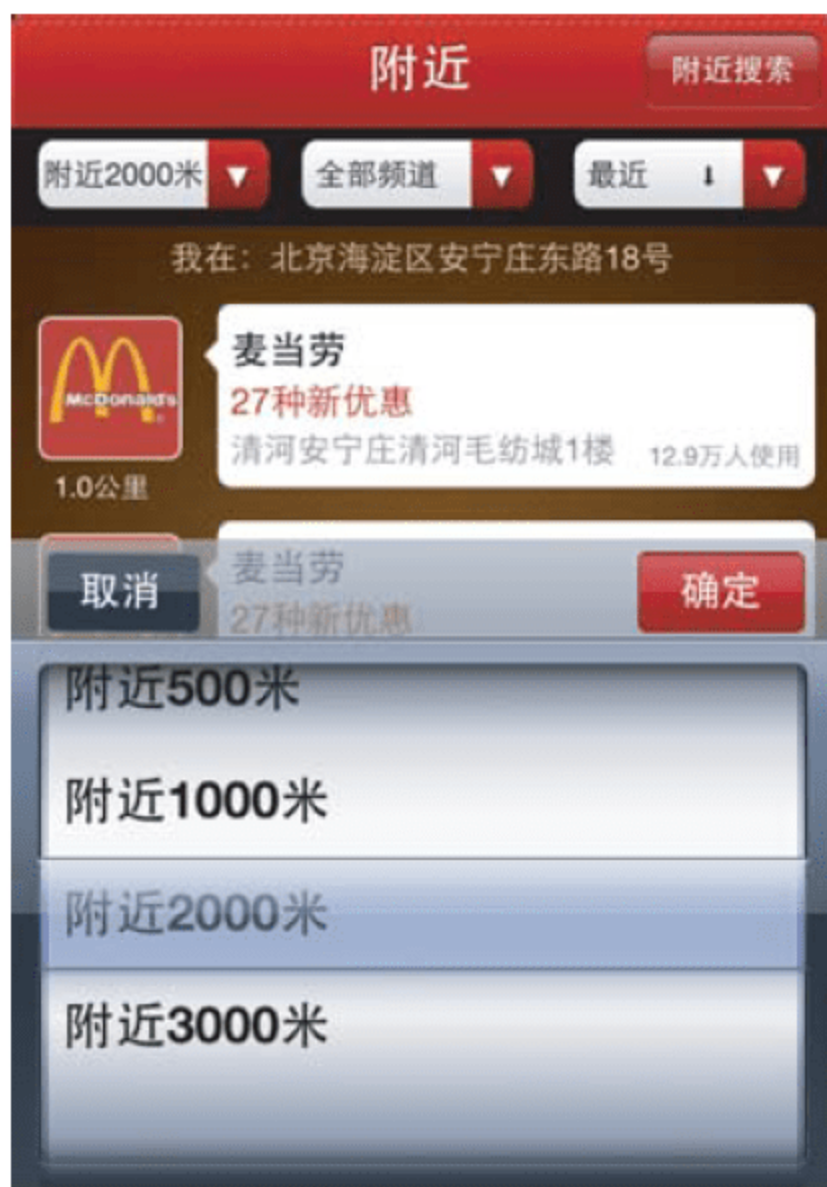 附近
附近搜索
附近2000米 ▼ 全部频道 ▼ 最近 ⬇ ▼
我在：北京海淀区安宁庄东路18号
McDonald's
®
麦当劳
27种新优惠
清河安宁庄清河毛纺城1楼 12.9万人使用
1.0公里
麦当劳
27种新优惠
取消 确定
附近500米
附近1000米
附近2000米
附近3000米